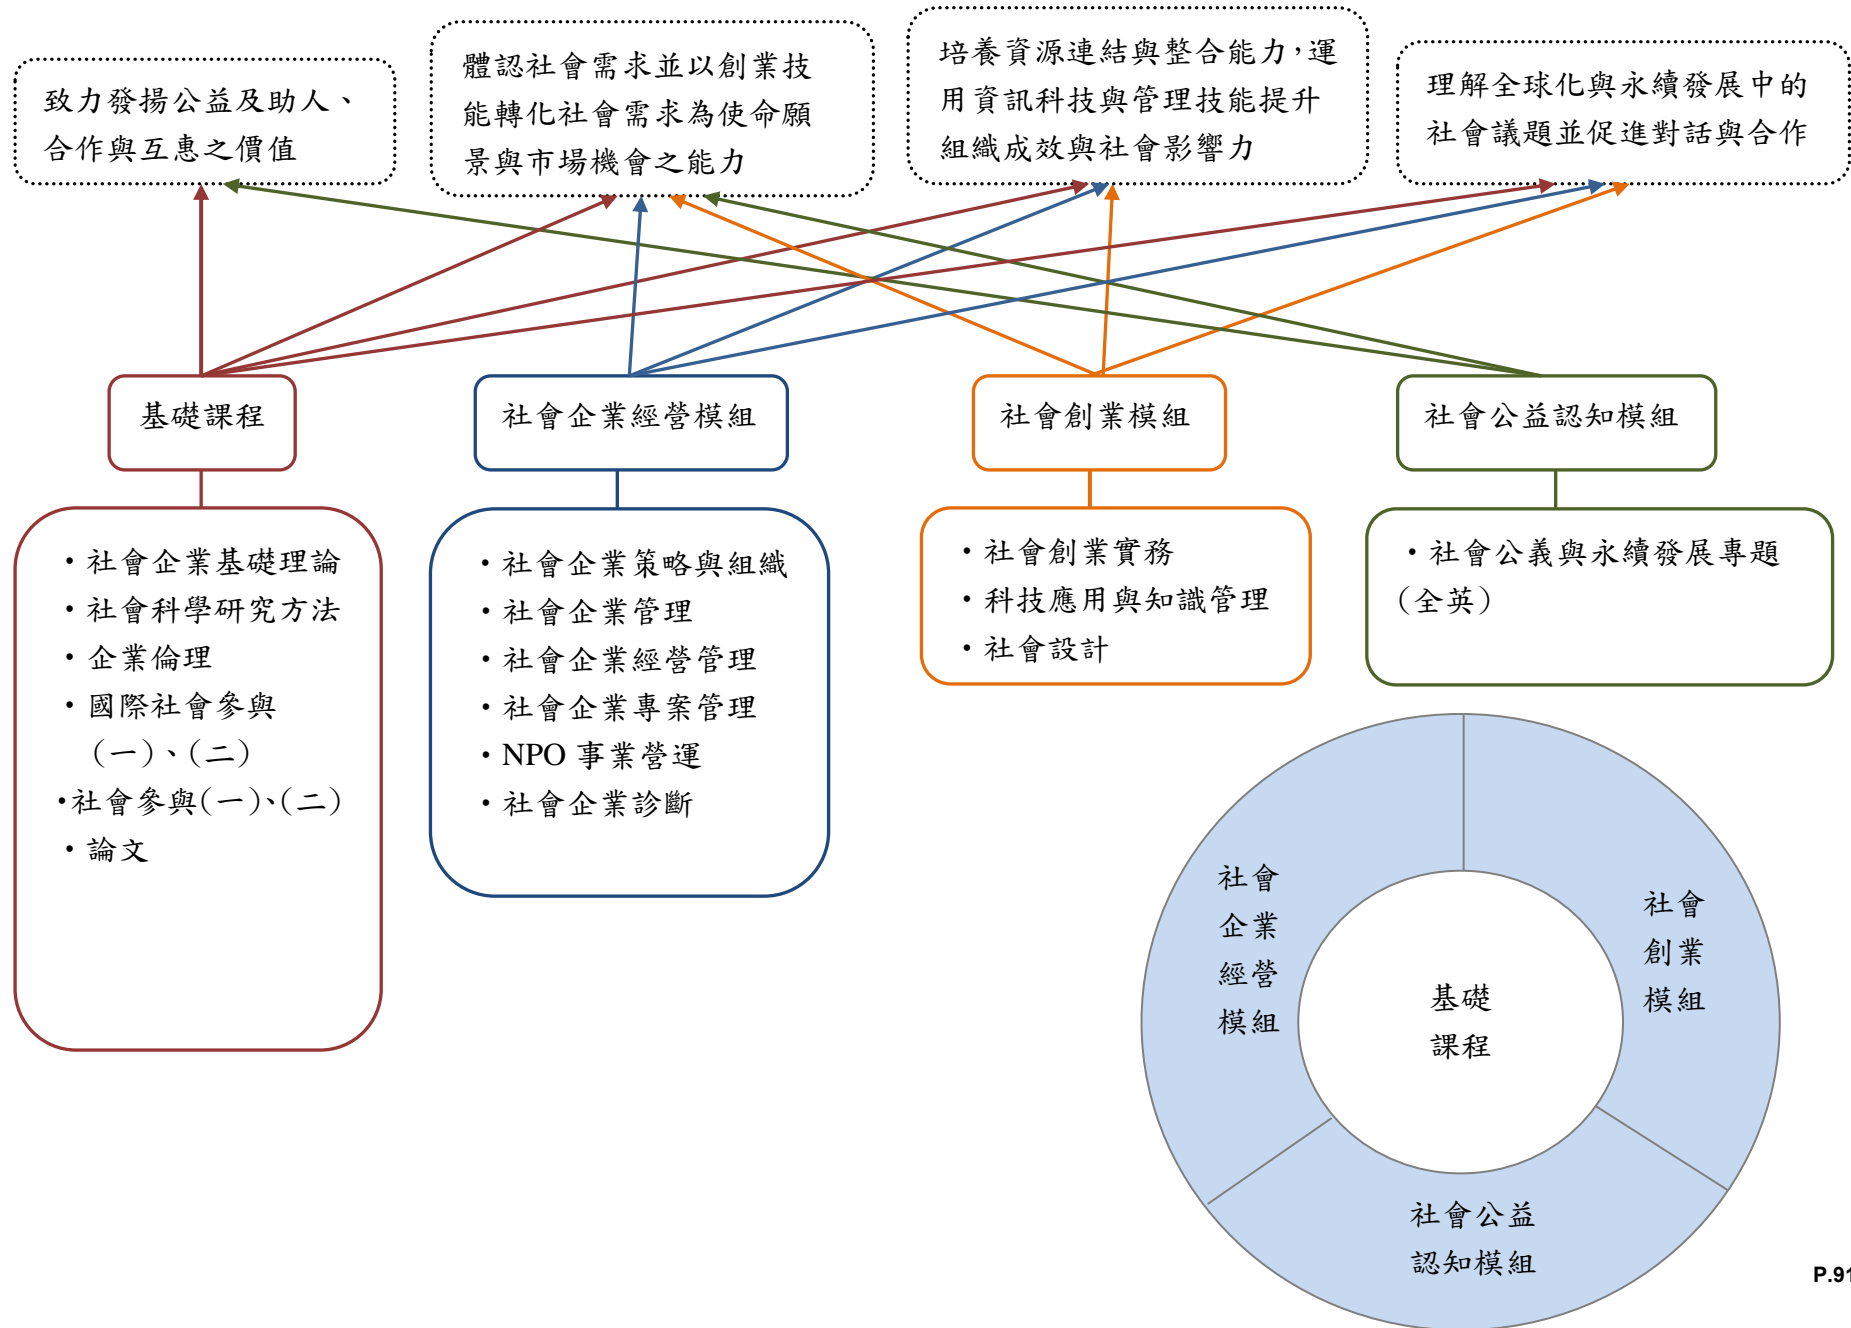 致力發揚公益及助人、
合作與互惠之價值
體認社會需求並以創業技
能轉化社會需求為使命願
景與市場機會之能力
培養資源連結與整合能力，運
用資訊科技與管理技能提升
組織成效與社會影響力
理解全球化與永續發展中的
社會議題並促進對話與合作
基礎課程
社會企業經營模組
社會創業模組
社會公益認知模組
・社會企業基礎理論
・社會科學研究方法
・企業倫理
・國際社會參與
（一）、（二）
・社會參與（一）、（二）
・論文
・社會企業策略與組織
・社會企業管理
・社會企業經營管理
・社會企業專案管理
・NPO 事業營運
・社會企業診斷
・社會創業實務
・科技應用與知識管理
・社會設計
・社會公義與永續發展專題
（全英）
社會
企業
經營
模組
社會
創業
模組
基礎
課程
社會公益
認知模組
P.91